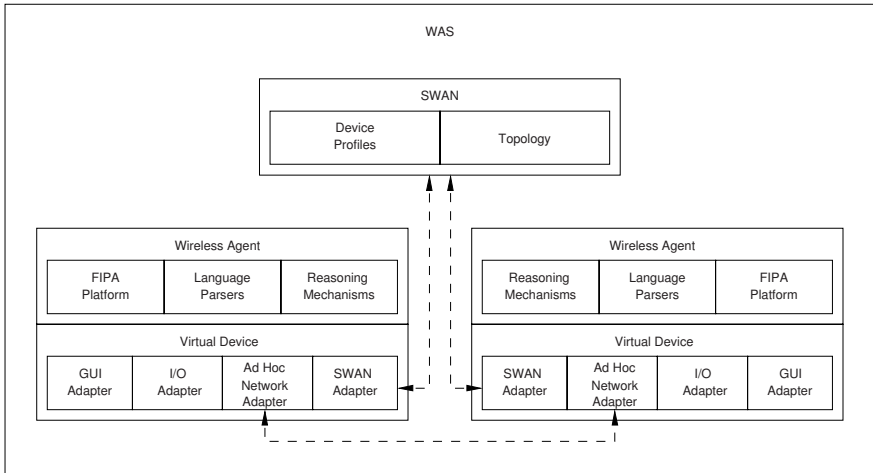 WAS
SWAN
Device
Profiles
Topology
Wireless Agent
FIPA
Platform
Language
Parsers
Reasoning
Mechanisms
Virtual Device
GUI
Adapter
I/O
Adapter
Ad Hoc
Network
Adapter
SWAN
Adapter
Wireless Agent
Reasoning
Mechanisms
Language
Parsers
FIPA
Platform
Virtual Device
SWAN
Adapter
Ad Hoc
Network
Adapter
I/O
Adapter
GUI
Adapter